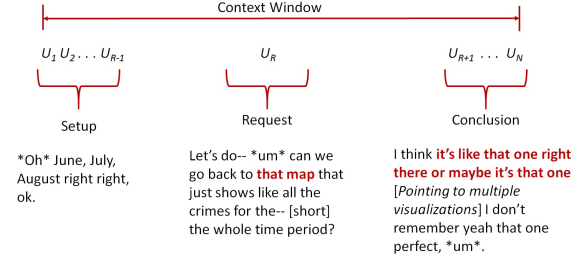 Context Window
U1 U2 . . . UR-1
UR
UR+1 . . . UN
Setup
Request
Conclusion
*Oh* June, July,
August right right,
ok.
Let's do-- *um* can we
go back to that map that
just shows like all the
crimes for the-- [short]
the whole time period?
I think it's like that one right
there or maybe it's that one
[Pointing to multiple
visualizations] I don't
remember yeah that one
perfect, *um*.